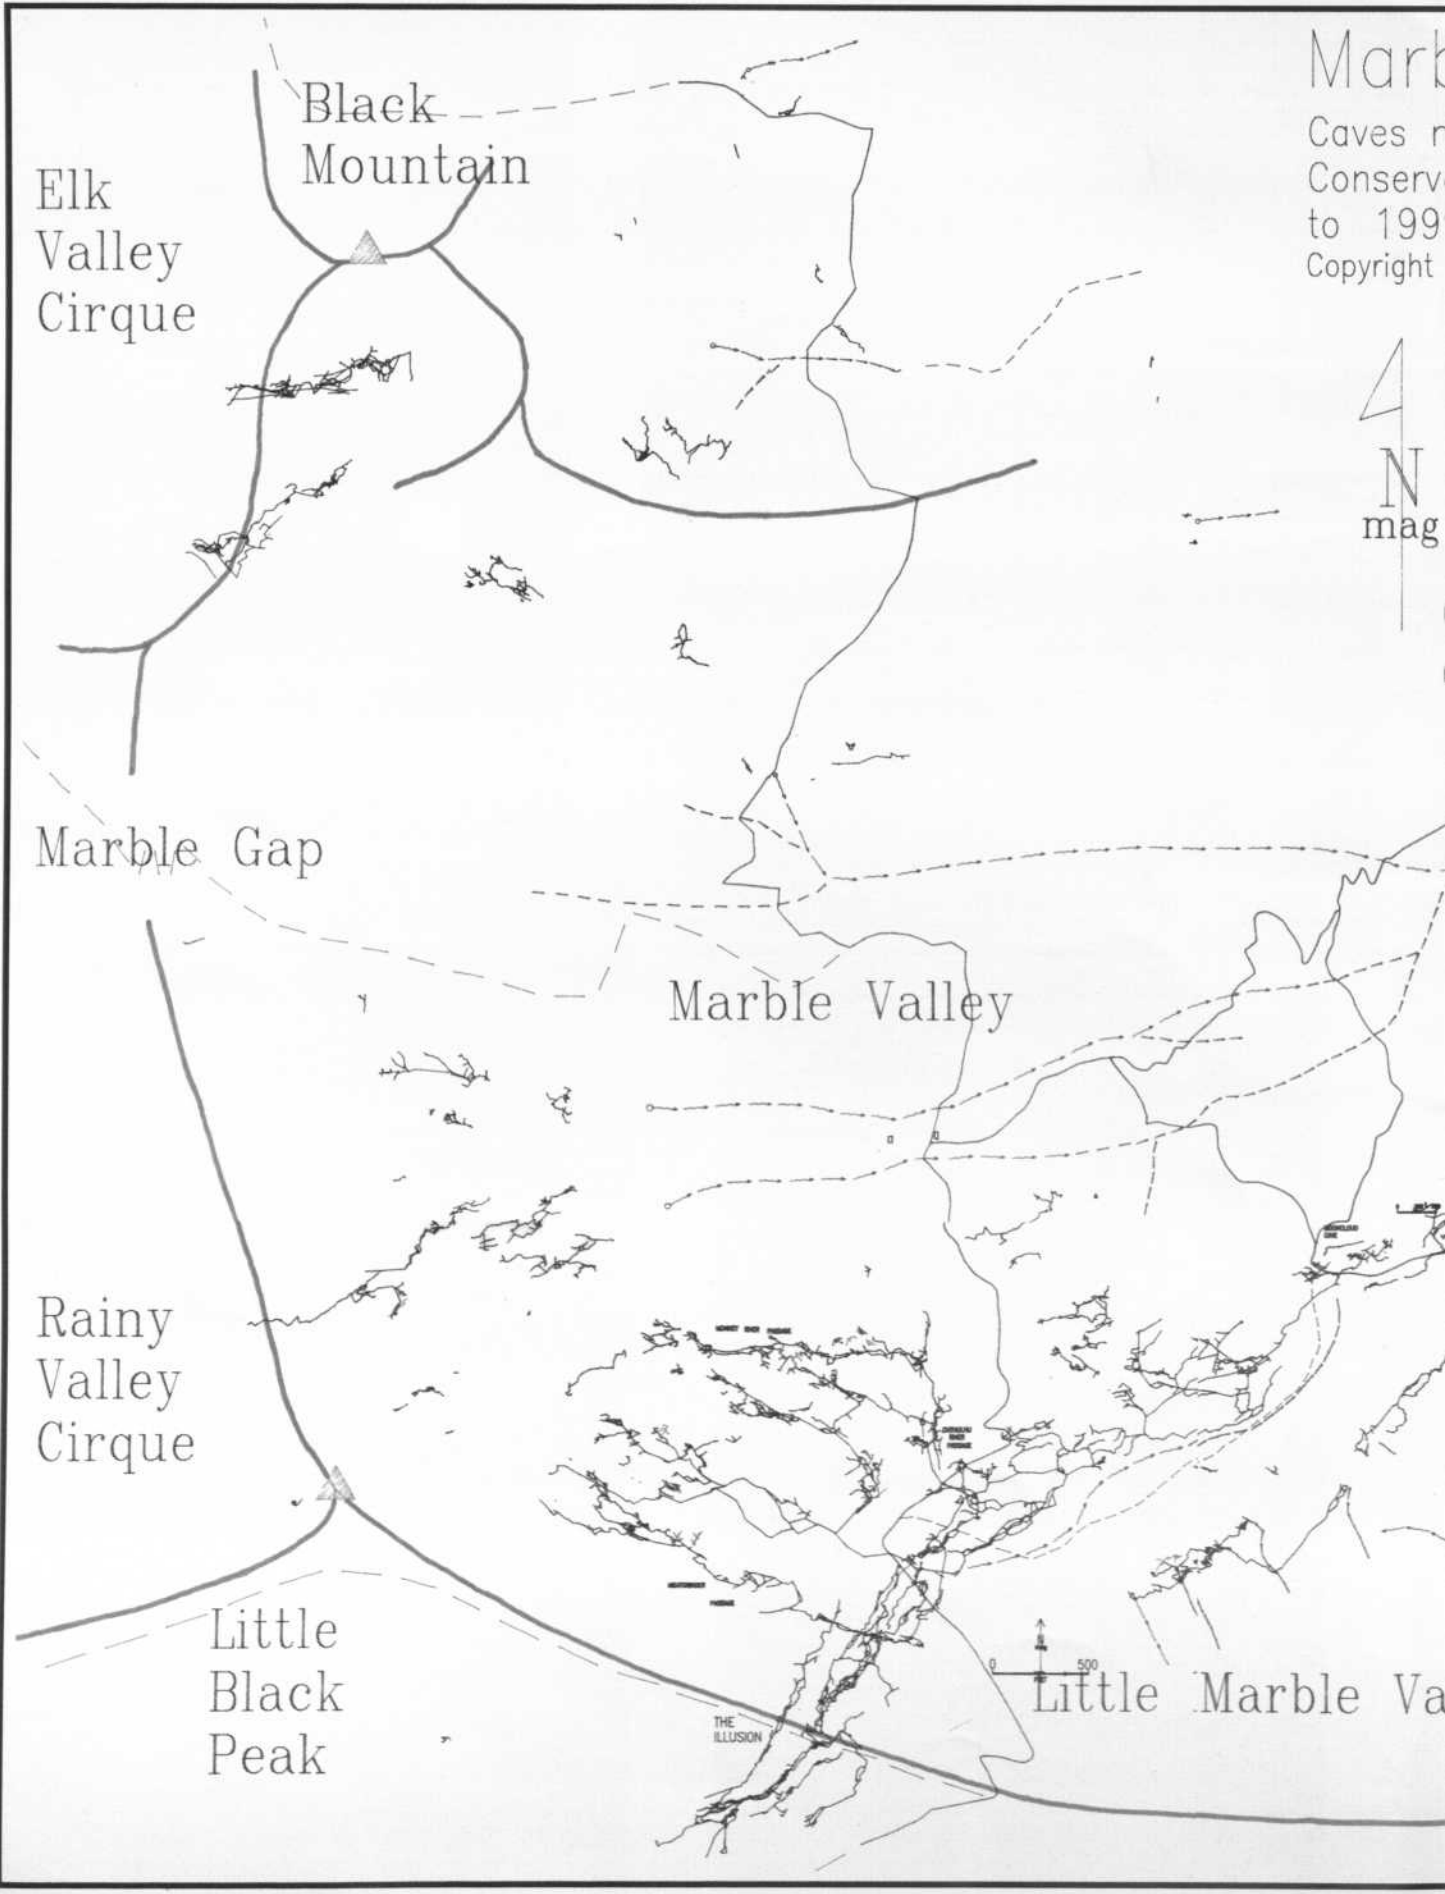 Black
Mountain
Elk
Valley
Cirque
Marb
Caves
Conserv
to 199
Copyright
N
mag
Marble Gap
Marble Valley
Rainy
Valley
Cirque
Little
Black
Peak
THE
ILLUSION
0 500
Little Marble Va